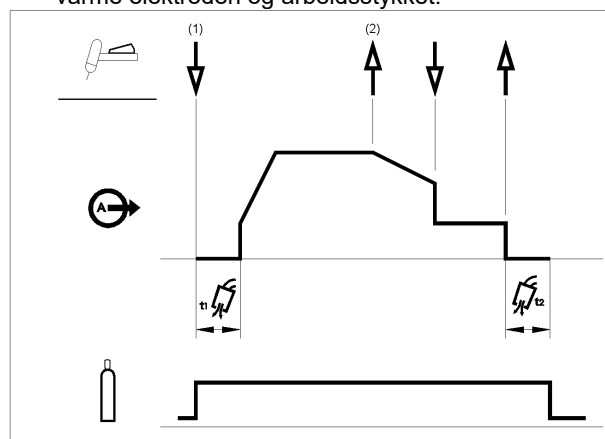 varme elektroden og arbeidsstykket.
(1) (2)
A
t1 t2